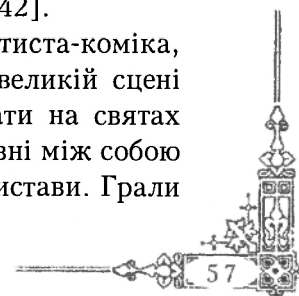 42].
тиста-коміка,
великій сцені
ати на святах
вні між собою
истави. Грали
57